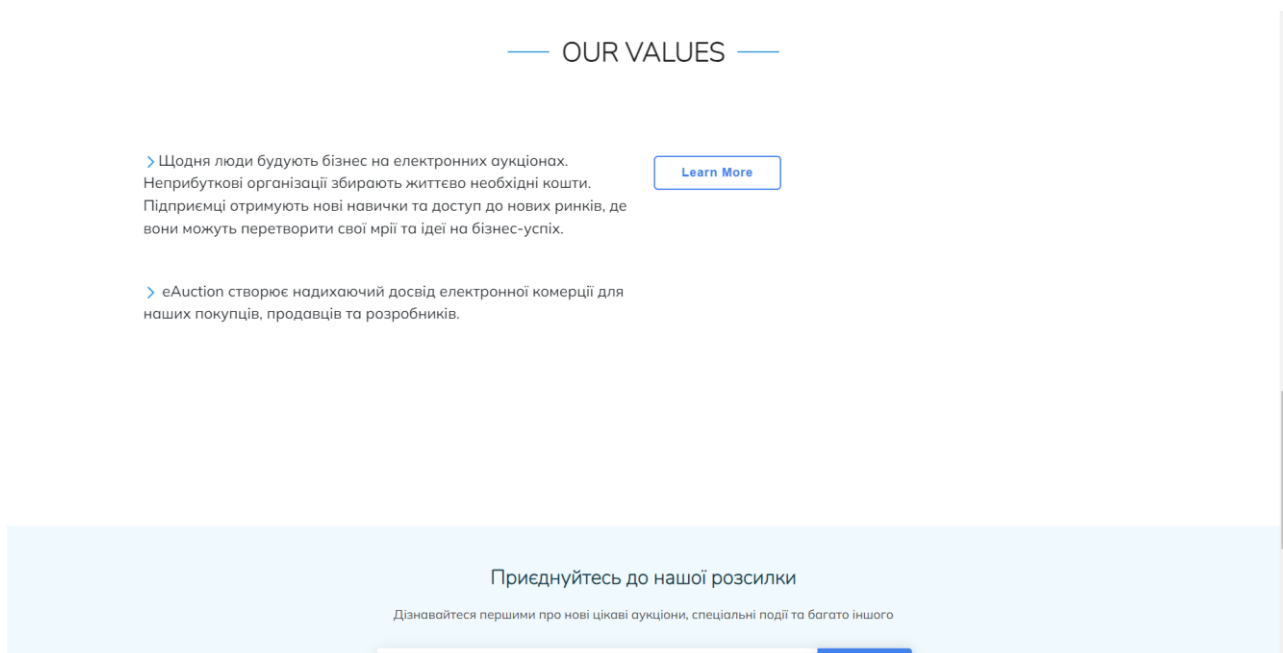 OUR VALUES
Щодня люди будують бізнес на електронних аукціонах.
Неприбуткові організації збирають життєво необхідні кошти.
Підприємці отримують нові навички та доступ до нових ринків, де
вони можуть перетворити свої мрії та ідеї на бізнес-успіх.
Learn More
eAuction створює надихаючий досвід електронної комерції для
наших покупців, продавців та розробників.
Приєднуйтесь до нашої розсилки
Дізнавайтеся першими про нові цікаві аукціони, спеціальні події та багато іншого